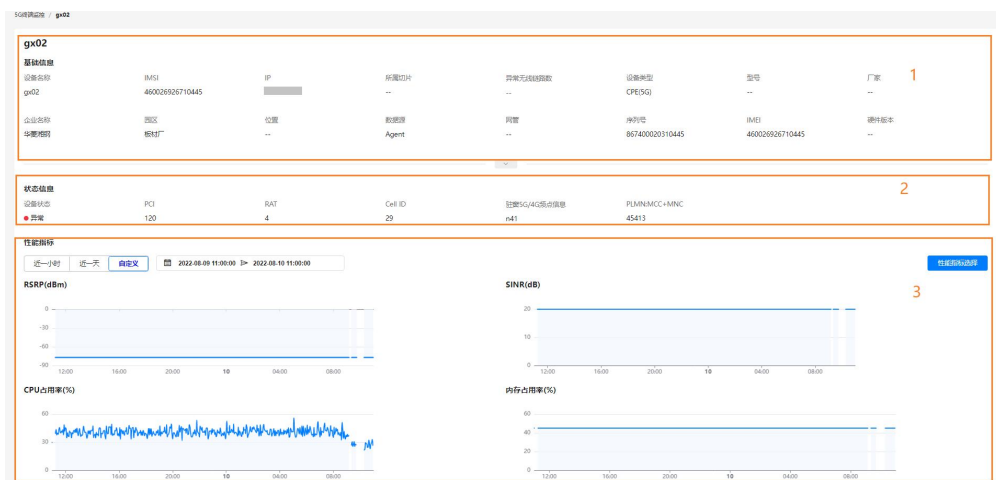 5G终端监控 / gx02
gx02
基础信息
1
设备名称 IMSI IP 所属切片 异常无线链路数 设备类型 型号 厂家
gx02 460026926710445 -- -- CPE(5G) -- --
企业名称 园区 位置 数据源 网管 序列号 IMEI 硬件版本
华菱湘钢 板材厂 -- Agent -- 867400020310445 460026926710445 --
状态信息
2
设备状态 PCI RAT Cell ID 驻留5G/4G频点信息 PLMN:MCC+MNC
异常 120 4 29 n41 45413
性能指标
近一小时 近一天 自定义 2022-08-09 11:00:00 2022-08-10 11:00:00 性能指标选择
3
RSRP(dBm) SINR(dB)
0
-30
-60
-90
12:00 16:00 20:00 10 04:00 08:00
20
10
0
12:00 16:00 20:00 10 04:00 08:00
CPU占用率(%) 内存占用率(%)
60
30
0
12:00 16:00 20:00 10 04:00 08:00
60
40
20
0
12:00 16:00 20:00 10 04:00 08:00